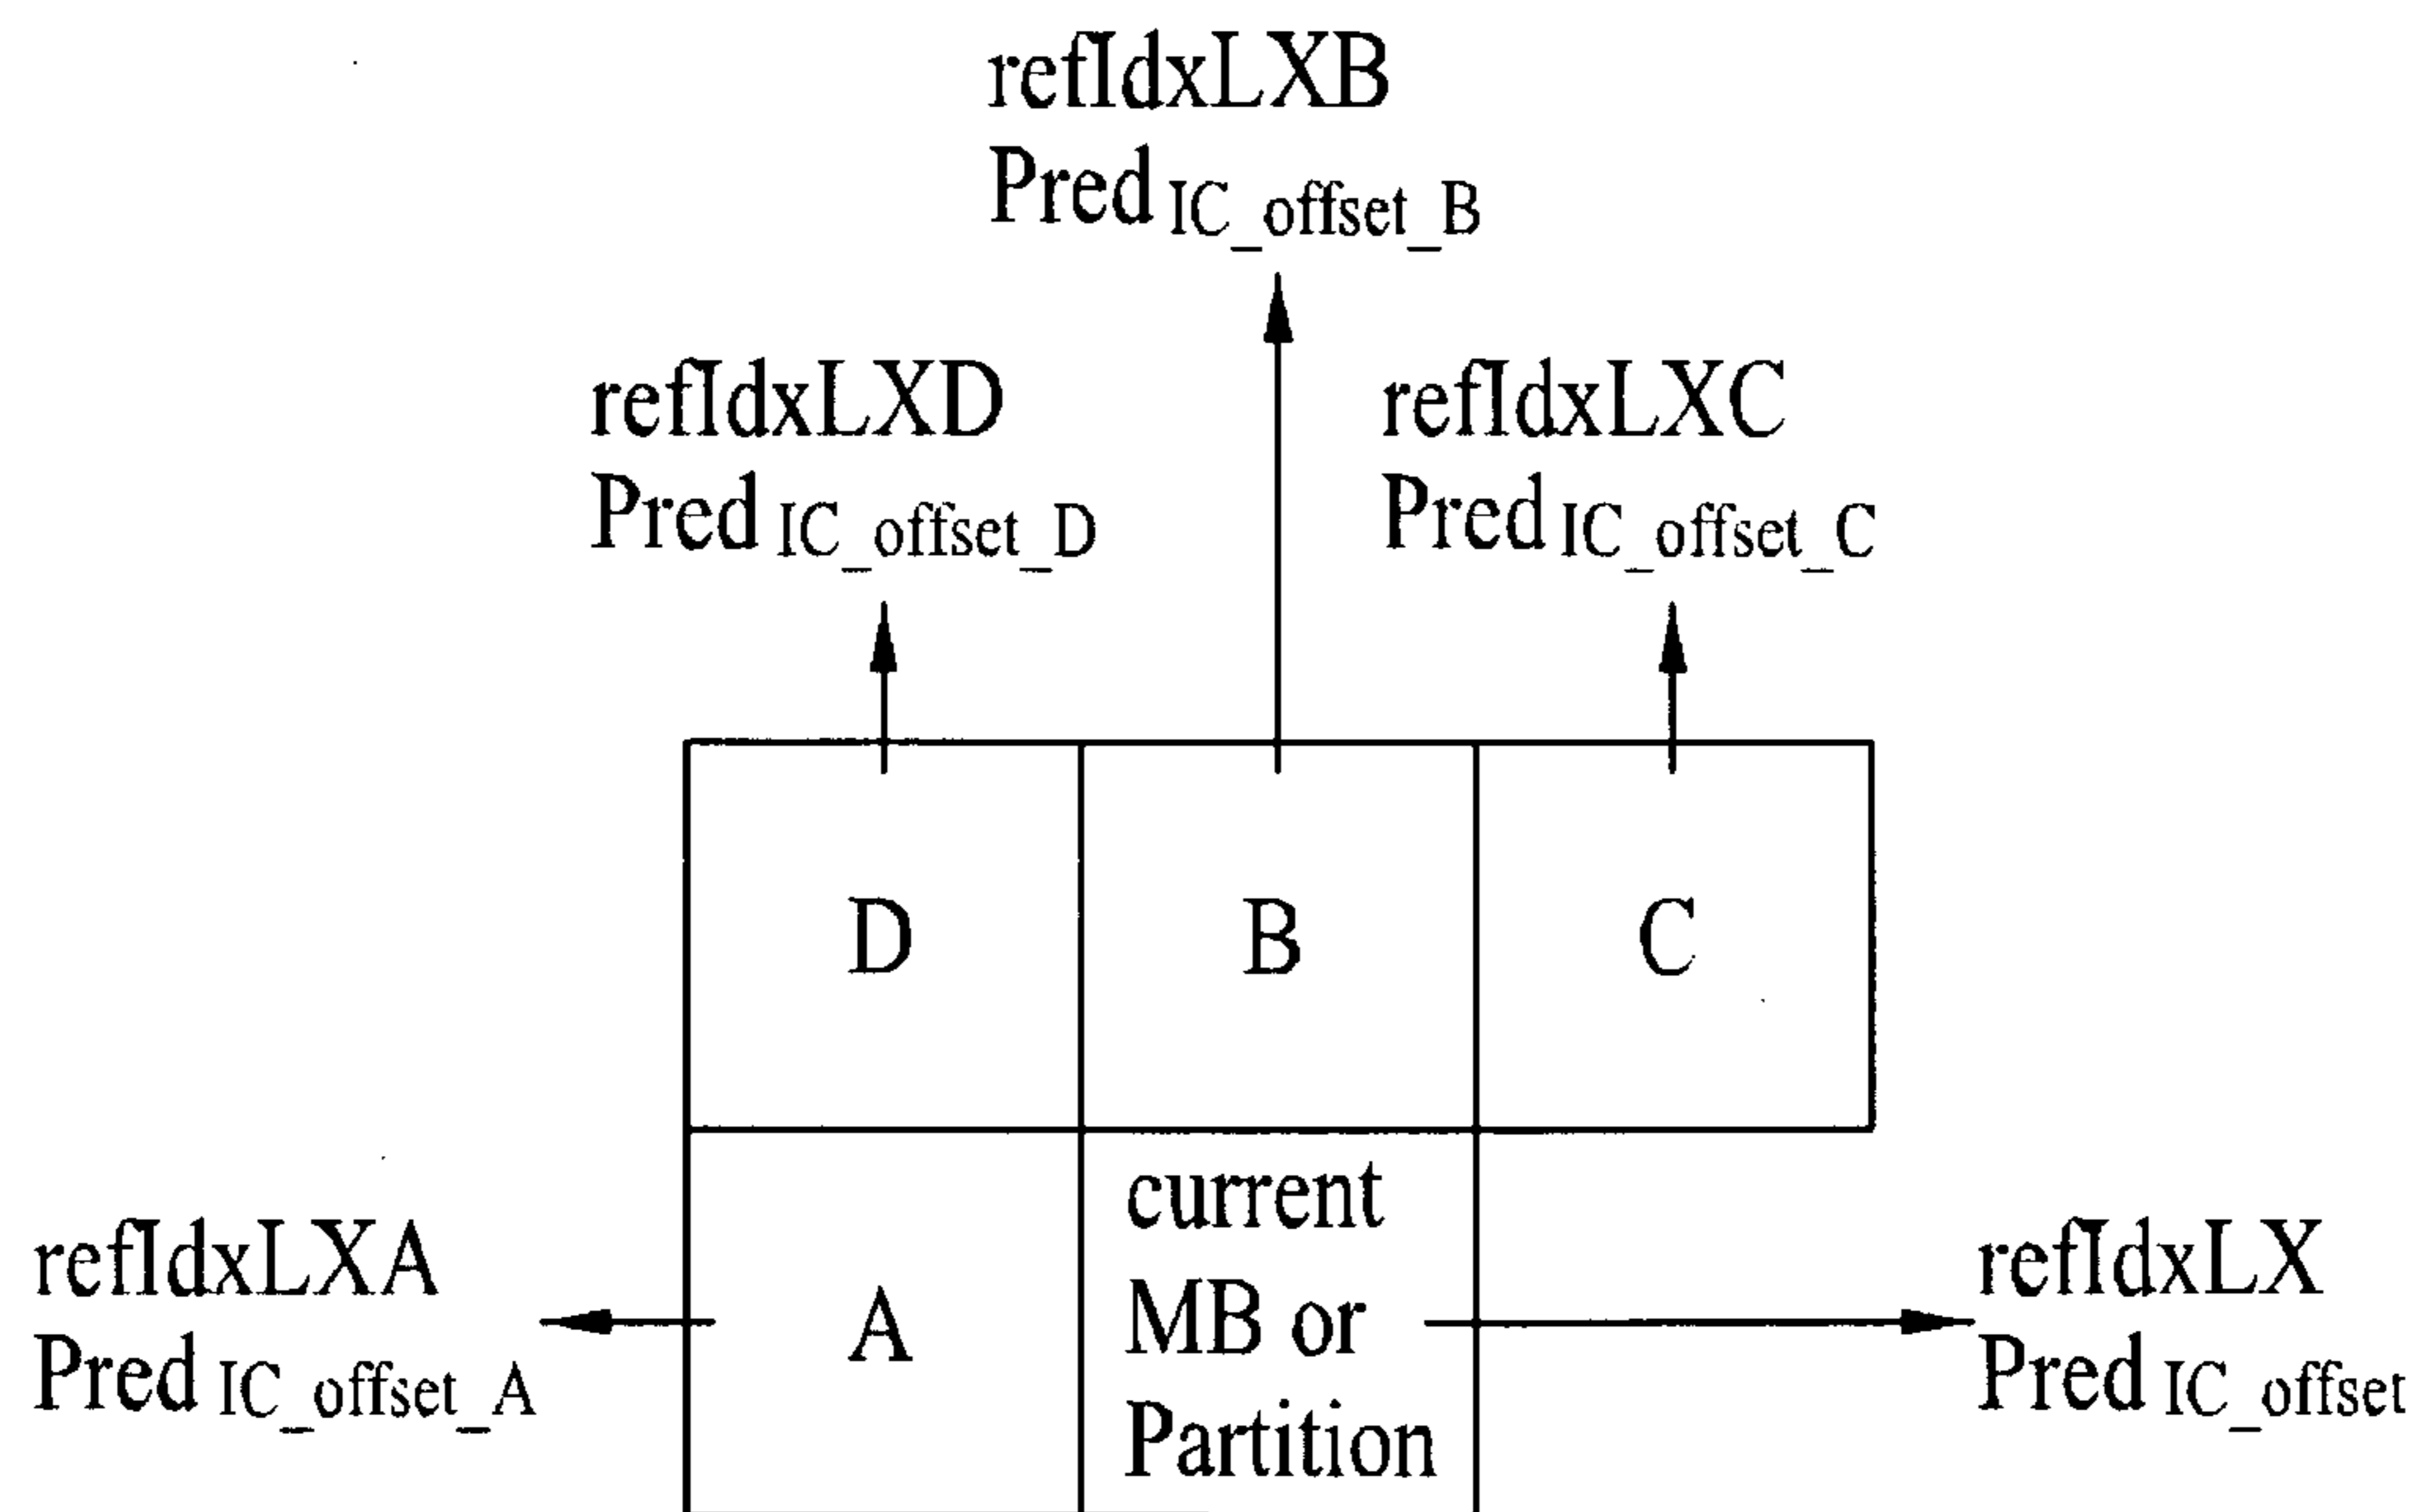 refIdxLXB
Pred IC_offset_B
refIdxLXD
Pred IC_offset_D
refIdxLXC
Pred IC_offset_C
D
B
C
refIdxLXA
Pred IC_offset_A
A
current
MB or
Partition
refIdxLX
Pred IC_offset